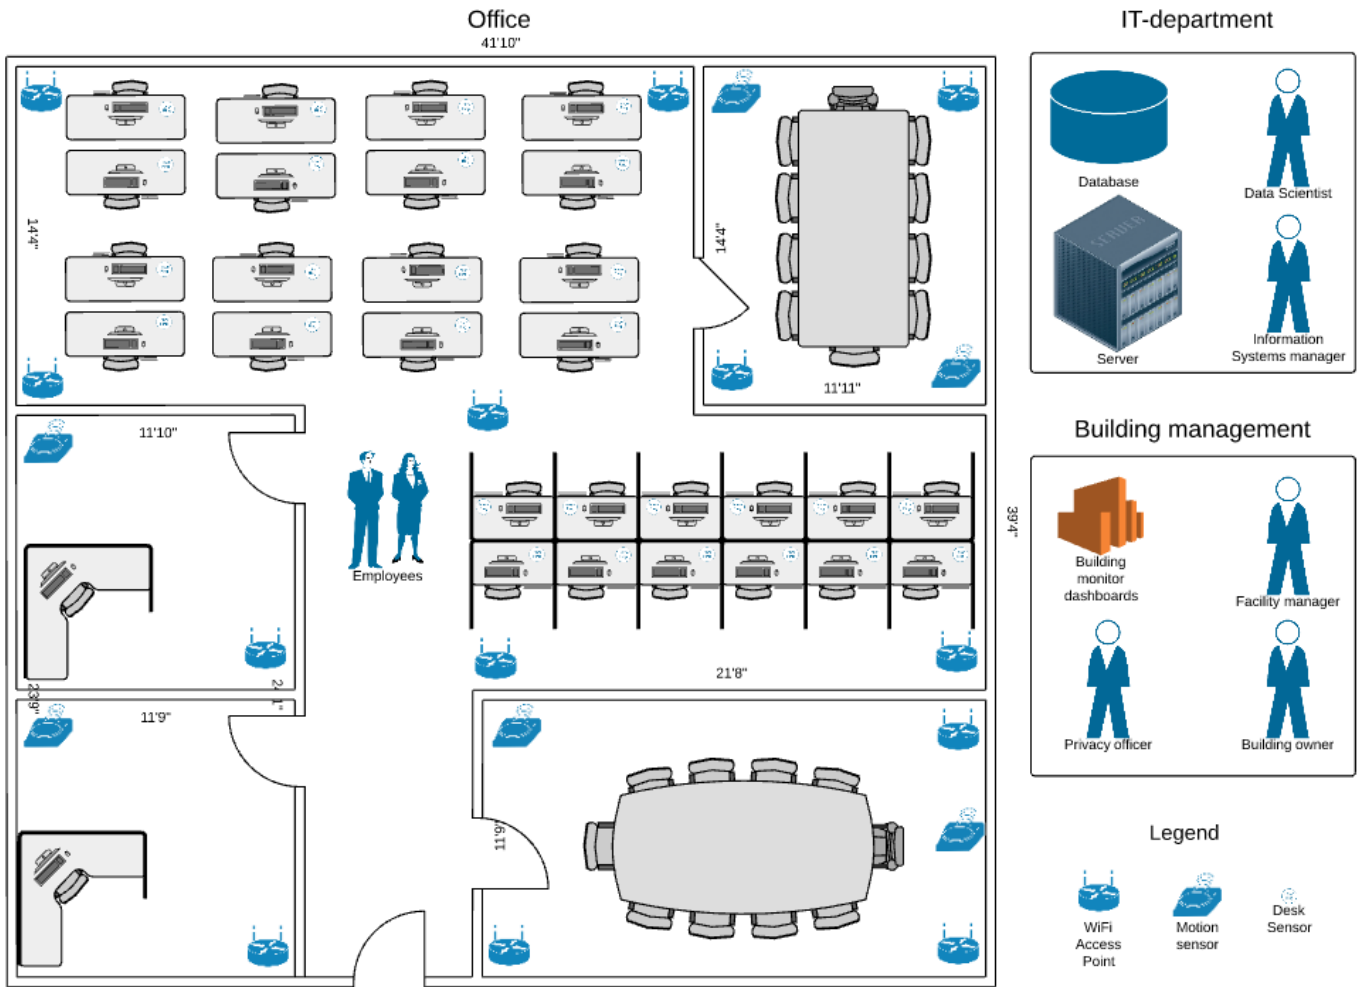 Office
41'10"
IT-department
Database
Data Scientist
SERVER
Server
Information
Systems manager
14'4"
14'4"
11'11"
11'10"
Employees
39'4"
21'8"
23'9"
11'9"
11'9"
Building management
Building
monitor
dashboards
Facility manager
Privacy officer
Building owner
Legend
WiFi
Access
Point
Motion
sensor
Desk
Sensor